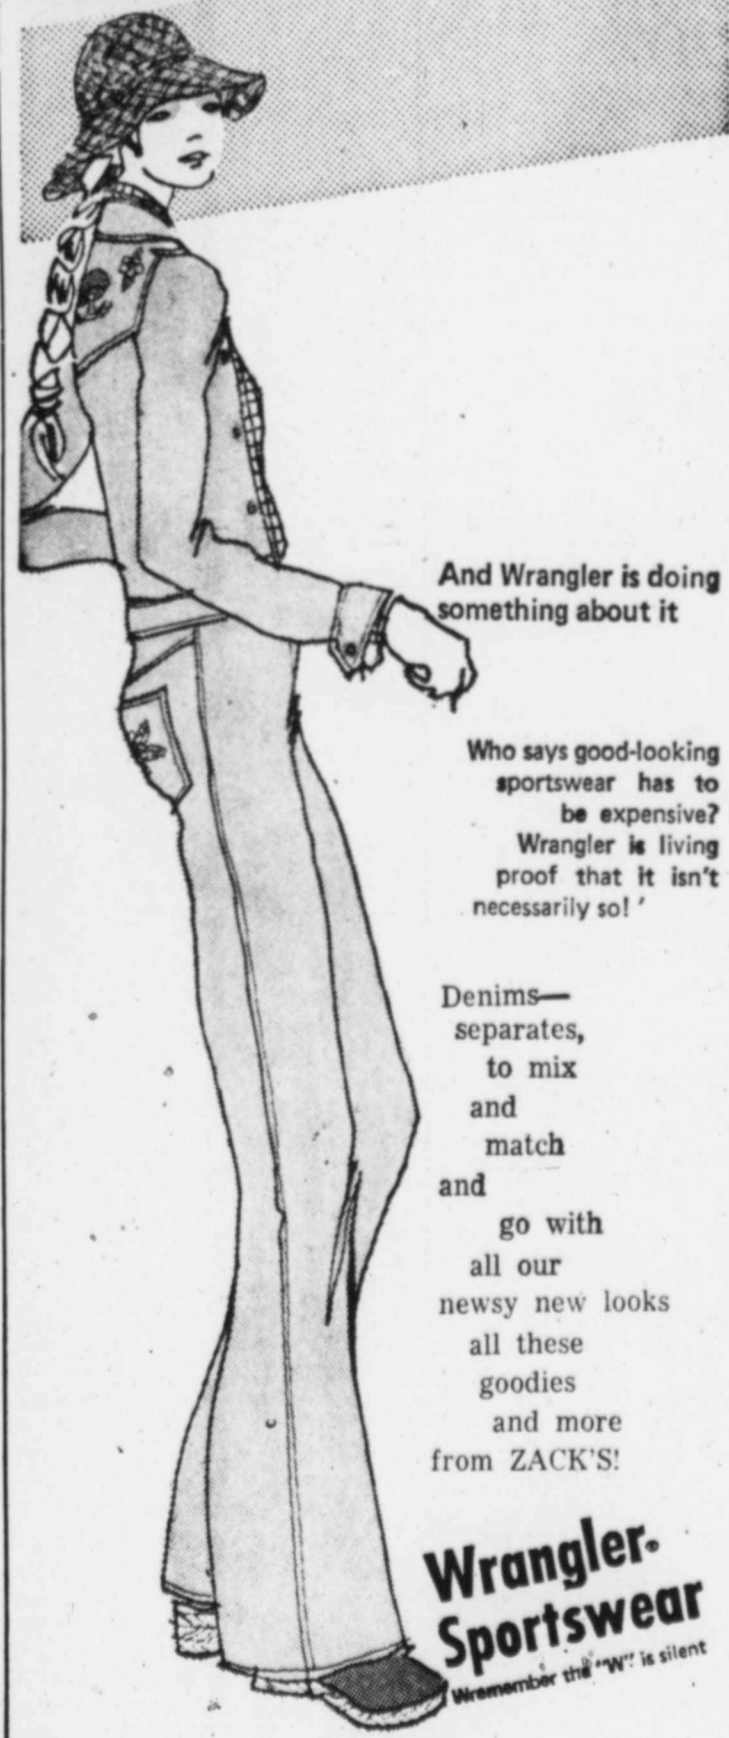 And Wrangler is doing
something about it
Who says good-looking
sportswear has to
be expensive?
Wrangler is living
proof that it isn't
necessarily so! '
Denims—
separates,
to mix
and
match
and
go with
all our
newsy new looks
all these
goodies
and more
from ZACK'S!
Wrangler®
Sportswear
Wremember the "W" is silent